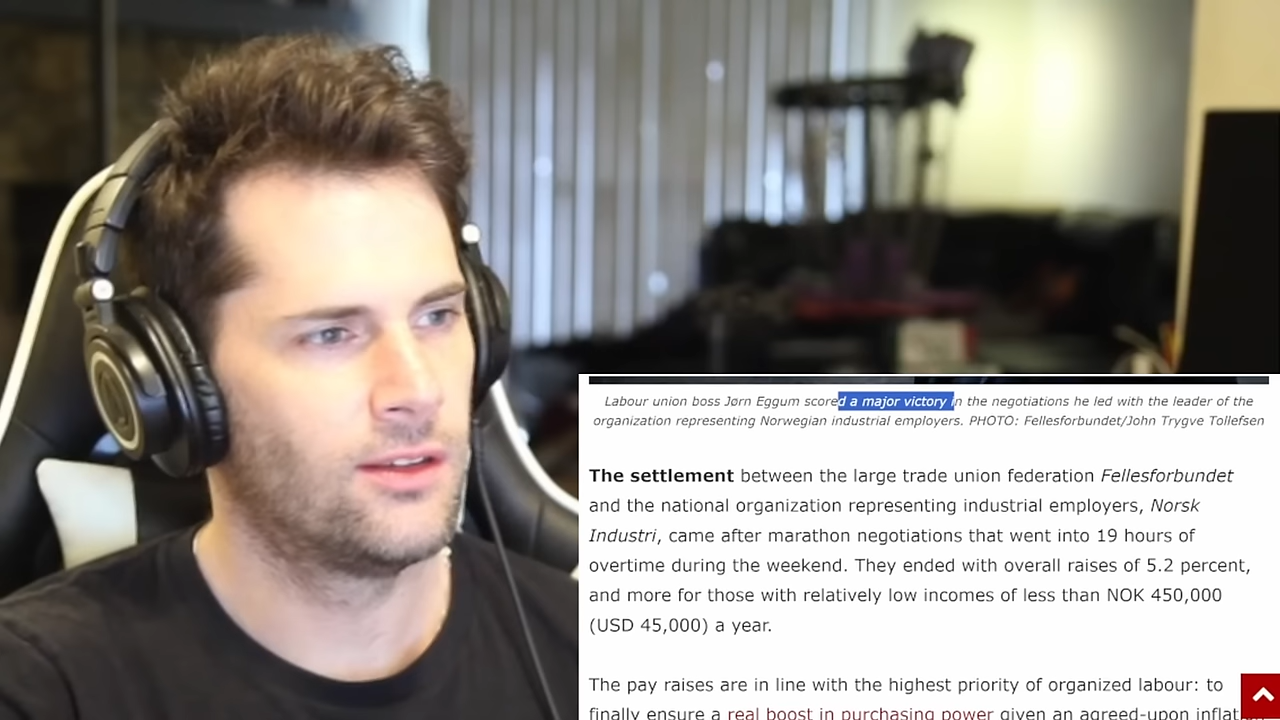 Labour union boss Jørn Eggum scored a major victory in the negotiations he led with the leader of the
organization representing Norwegian industrial employers. PHOTO: Fellesforbundet/John Trygve Tollefsen
The settlement between the large trade union federation Fellesforbundet
and the national organization representing industrial employers, Norsk
Industri, came after marathon negotiations that went into 19 hours of
overtime during the weekend. They ended with overall raises of 5.2 percent,
and more for those with relatively low incomes of less than NOK 450,000
(USD 45,000) a year.
The pay raises are in line with the highest priority of organized labour: to
finally ensure a real boost in purchasing power given an agreed-upon